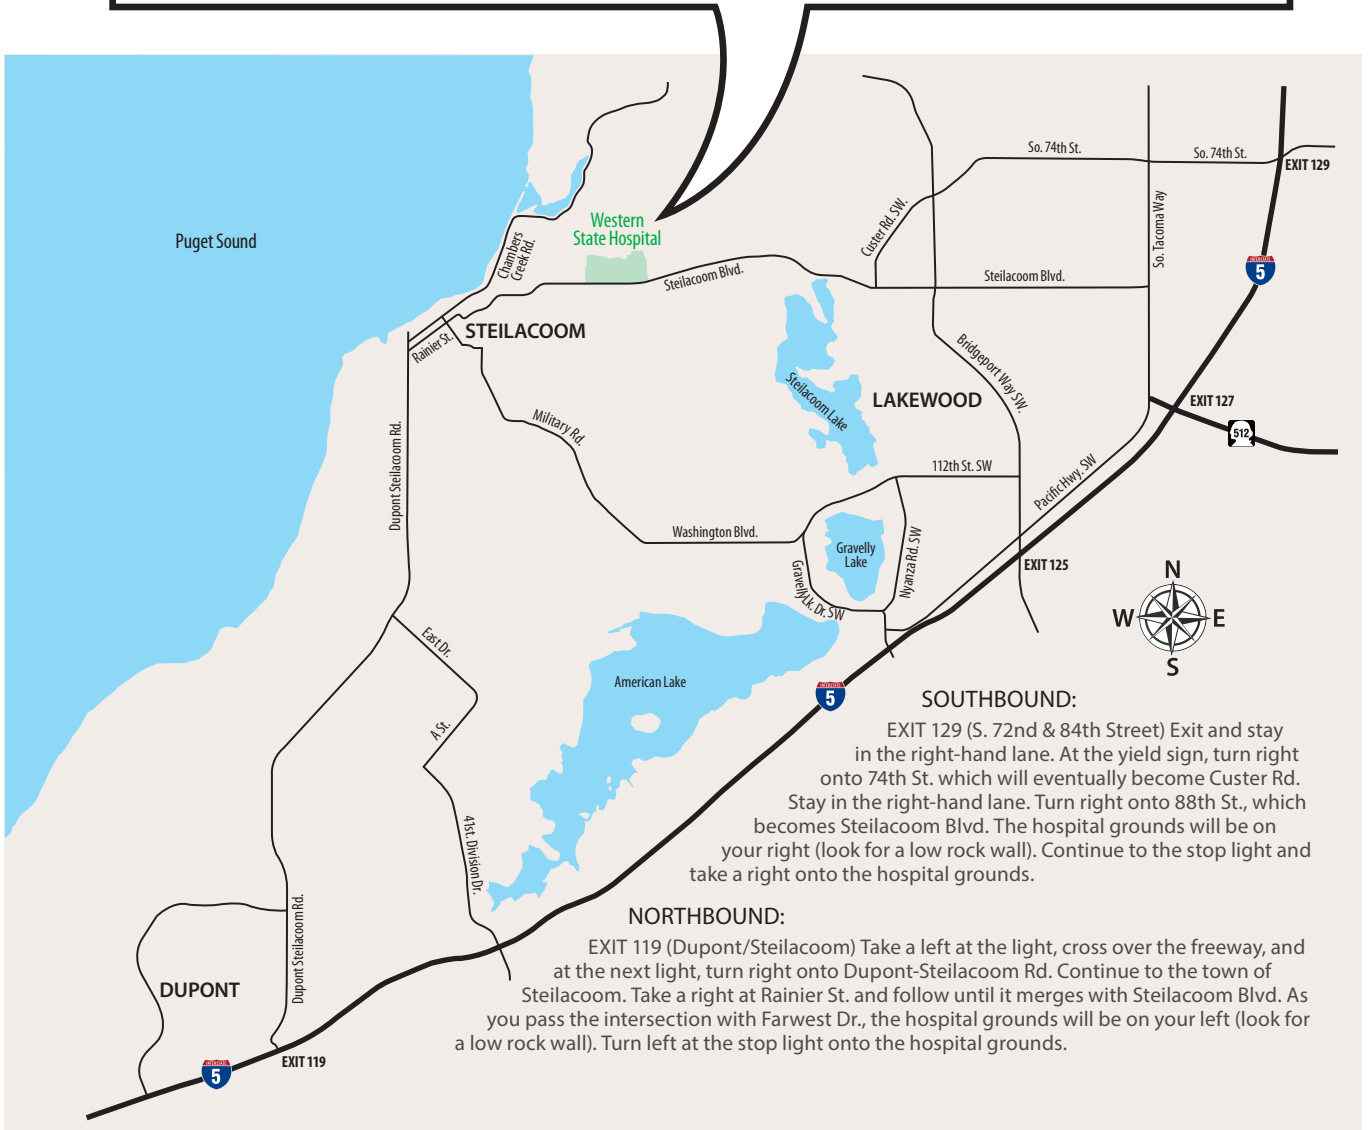 So. 74th St.
So. 74th St.
EXIT 129
So. Tacoma Way
Custer Rd. SW.
Western
State Hospital
Puget Sound
Chambers
Creek Rd.
Steilacoom Blvd.
Steilacoom Blvd.
INTERSTATE
5
STEILACOOM
Rainier St.
Bridgeport Way SW.
Steilacoom Lake
LAKEWOOD
EXIT 127
512
Military Rd.
Dupont Steilacoom Rd.
112th St. SW
Pacific Hwy. SW
Washington Blvd.
Gravelly
Lake
Nyanza Rd. SW
GravellyLk. Dr. SW
EXIT 125
N
W
E
S
East Dr.
American Lake
INTERSTATE
5
A St.
41st. Division Dr.
SOUTHBOUND:
EXIT 129 (S. 72nd & 84th Street) Exit and stay
in the right-hand lane. At the yield sign, turn right
onto 74th St. which will eventually become Custer Rd.
Stay in the right-hand lane. Turn right onto 88th St., which
becomes Steilacoom Blvd. The hospital grounds will be on
your right (look for a low rock wall). Continue to the stop light and
take a right onto the hospital grounds.
NORTHBOUND:
EXIT 119 (Dupont/Steilacoom) Take a left at the light, cross over the freeway, and
at the next light, turn right onto Dupont-Steilacoom Rd. Continue to the town of
Steilacoom. Take a right at Rainier St. and follow until it merges with Steilacoom Blvd. As
you pass the intersection with Farwest Dr., the hospital grounds will be on your left (look for
a low rock wall). Turn left at the stop light onto the hospital grounds.
Dupont Steilacoom Rd.
DUPONT
EXIT 119
INTERSTATE
5